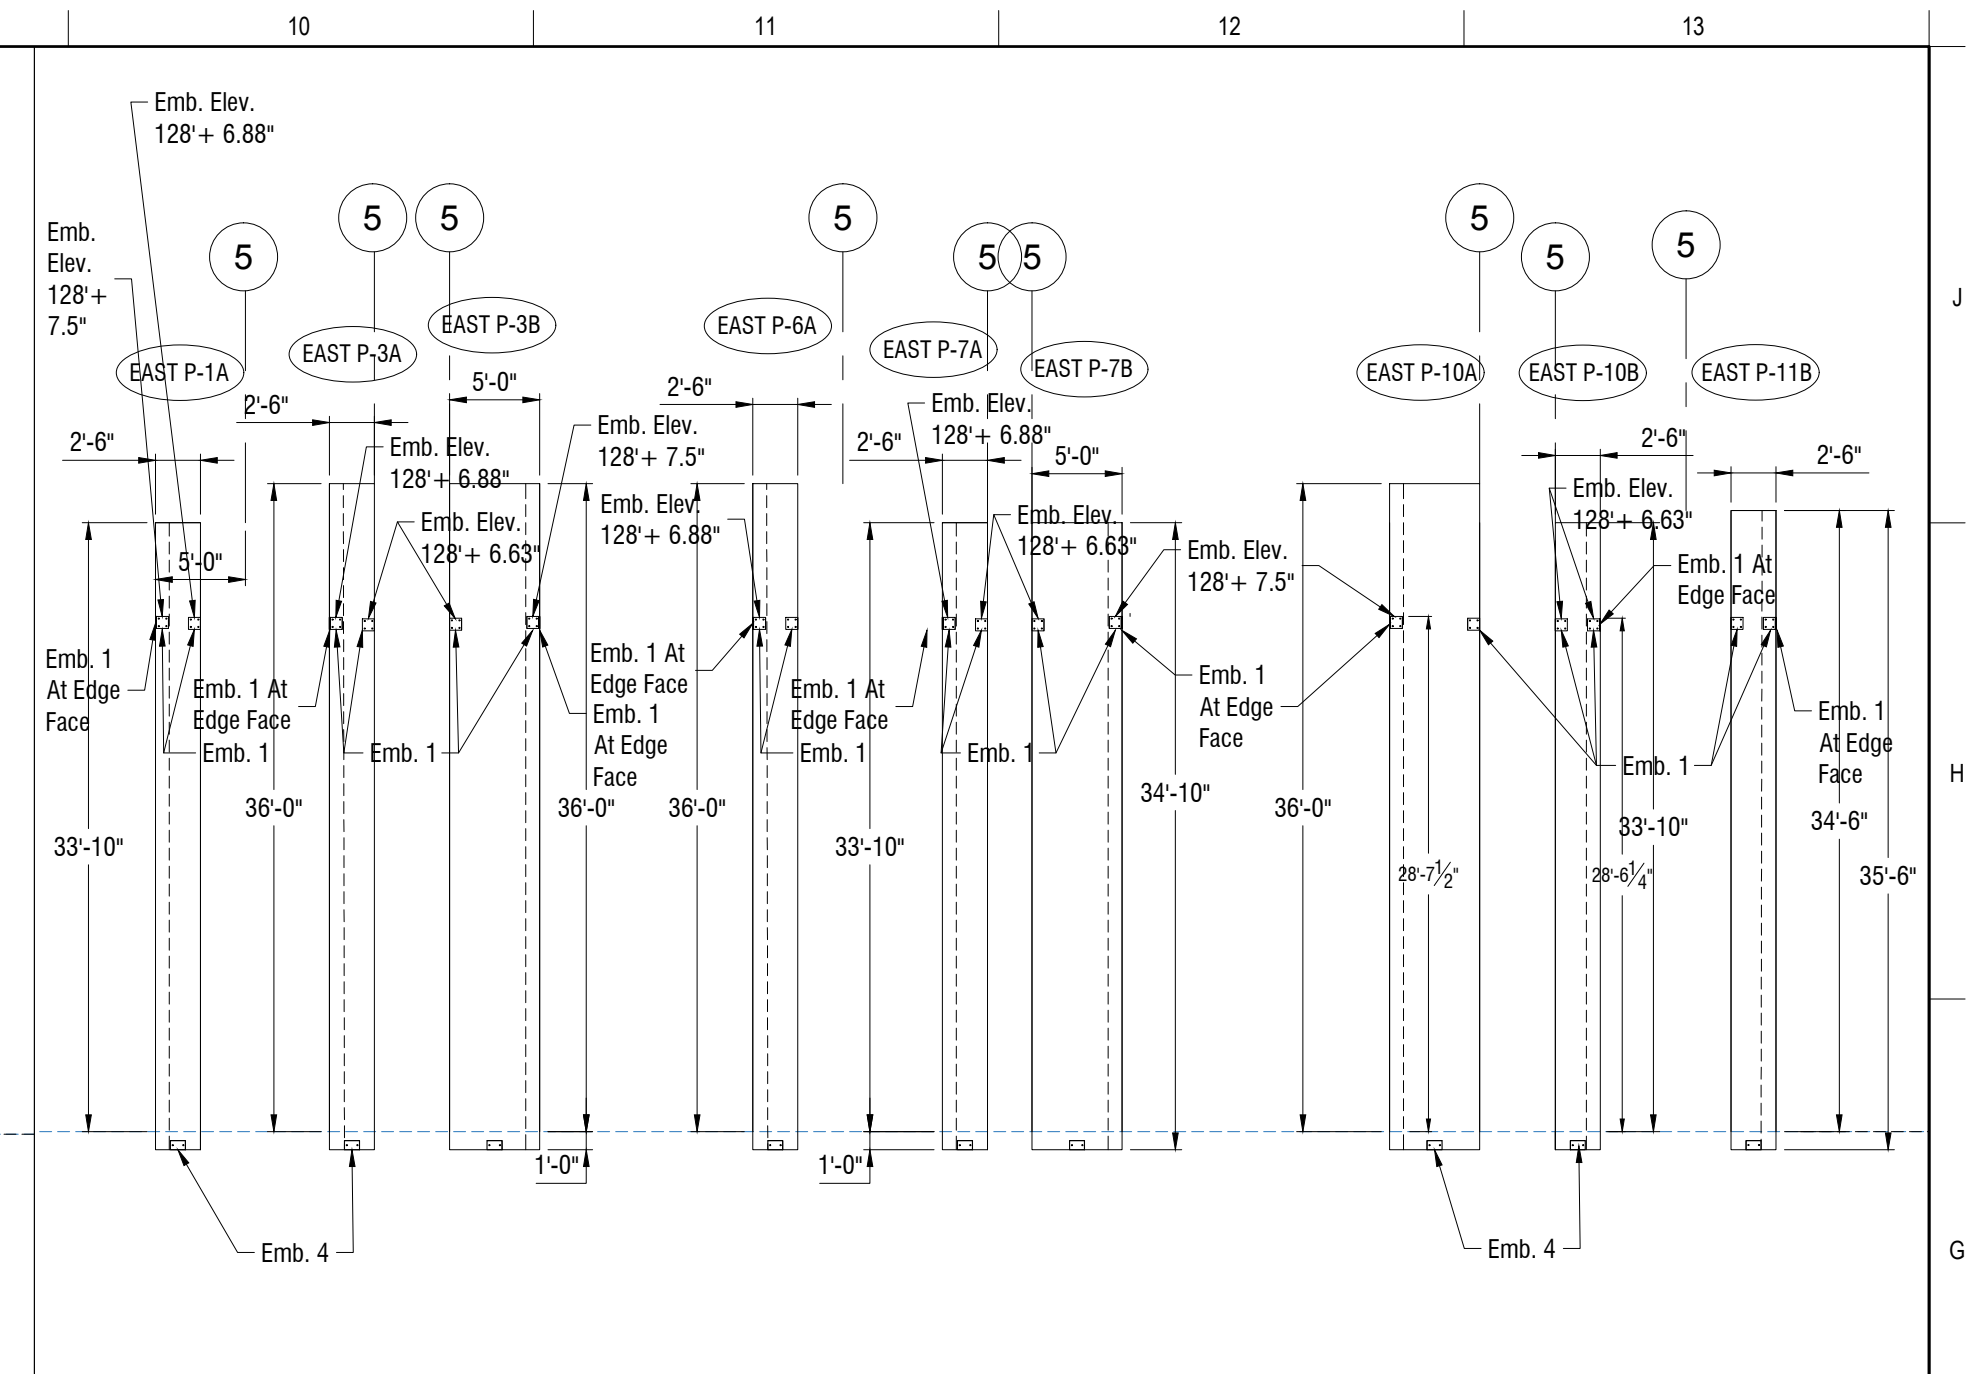 10
11
12
13
Emb. Elev.
128'+ 6.88"
Emb.
Elev.
128'+
7.5"
5
5
5
5
5
5
5
5
5
J
EAST P-1A
EAST P-3A
EAST P-3B
EAST P-6A
EAST P-7A
EAST P-7B
EAST P-10A
EAST P-10B
EAST P-11B
2'-6"
2'-6"
5'-0"
2'-6"
2'-6"
5'-0"
2'-6"
2'-6"
Emb. Elev.
128'+ 6.88"
Emb. Elev.
128'+ 6.63"
Emb. Elev.
128'+ 7.5"
Emb. Elev.
128'+ 6.88"
Emb. Elev.
128'+ 6.88"
Emb. Elev.
128'+ 6.63"
Emb. Elev.
128'+ 7.5"
Emb. Elev.
128'+ 6.63"
5'-0"
Emb. 1 At
Edge Face
Emb. 1
At Edge
Face
Emb. 1 At
Edge Face
Emb. 1
Emb. 1
Emb. 1 At
Edge Face
Emb. 1
At Edge
Face
Emb. 1 At
Edge Face
Emb. 1
Emb. 1
Emb. 1
At Edge
Face
Emb. 1
Emb. 1
At Edge
Face
H
33'-10"
36'-0"
36'-0"
36'-0"
33'-10"
34'-10"
36'-0"
28'-7 1/2"
28'-6 1/4"
33'-10"
34'-6"
35'-6"
1'-0"
1'-0"
Emb. 4
Emb. 4
G